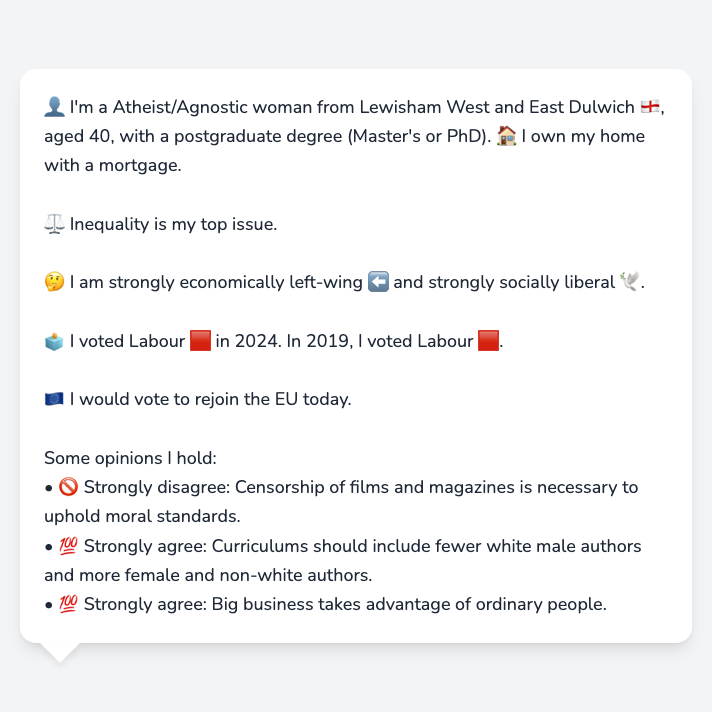 👤 I'm a Atheist/Agnostic woman from Lewisham West and East Dulwich 🏴󠁧󠁢󠁥󠁮󠁧󠁿,
aged 40, with a postgraduate degree (Master's or PhD). 🏠 I own my home
with a mortgage.
⚖️ Inequality is my top issue.
🤔 I am strongly economically left-wing ⬅️ and strongly socially liberal 🕊️.
🗳️ I voted Labour 🟥 in 2024. In 2019, I voted Labour 🟥.
🇪🇺 I would vote to rejoin the EU today.
Some opinions I hold:
• 🚫 Strongly disagree: Censorship of films and magazines is necessary to
uphold moral standards.
• 💯 Strongly agree: Curriculums should include fewer white male authors
and more female and non-white authors.
• 💯 Strongly agree: Big business takes advantage of ordinary people.